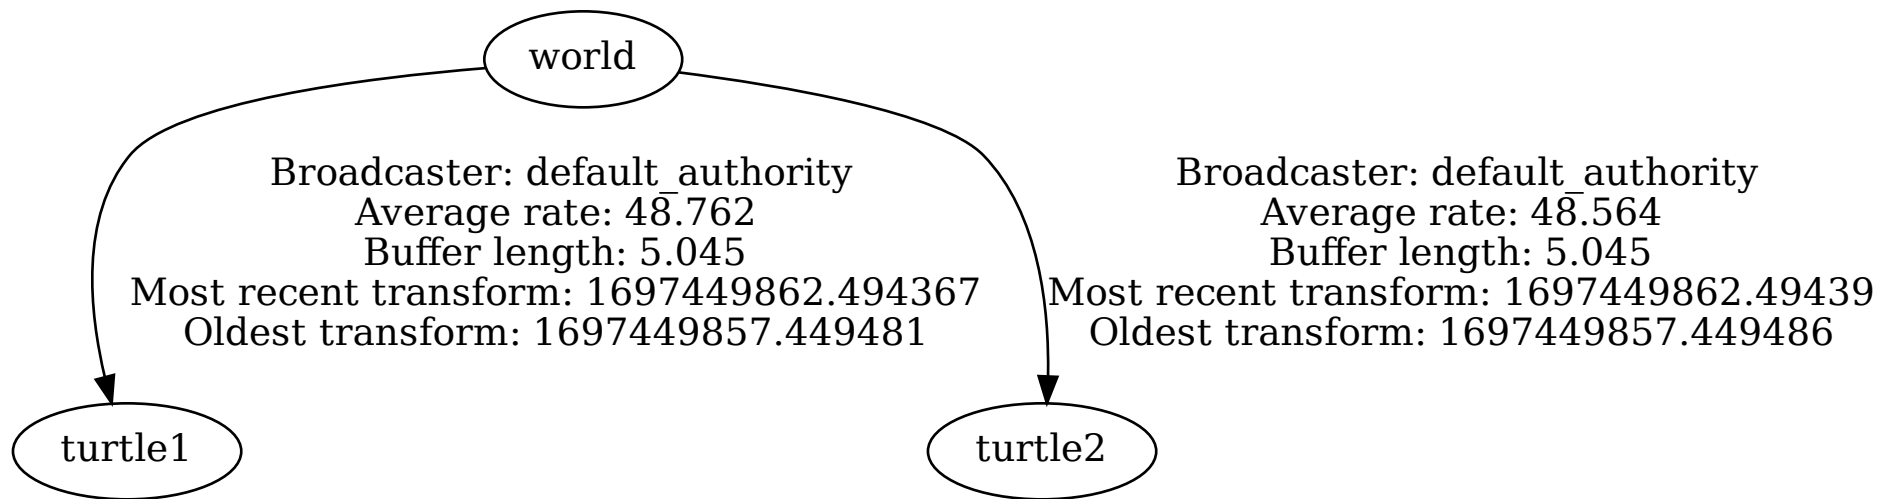 world
Broadcaster: default_authority
Average rate: 48.762
Buffer length: 5.045
Most recent transform: 1697449862.494367
Oldest transform: 1697449857.449481
Broadcaster: default_authority
Average rate: 48.564
Buffer length: 5.045
Most recent transform: 1697449862.49439
Oldest transform: 1697449857.449486
turtle1
turtle2